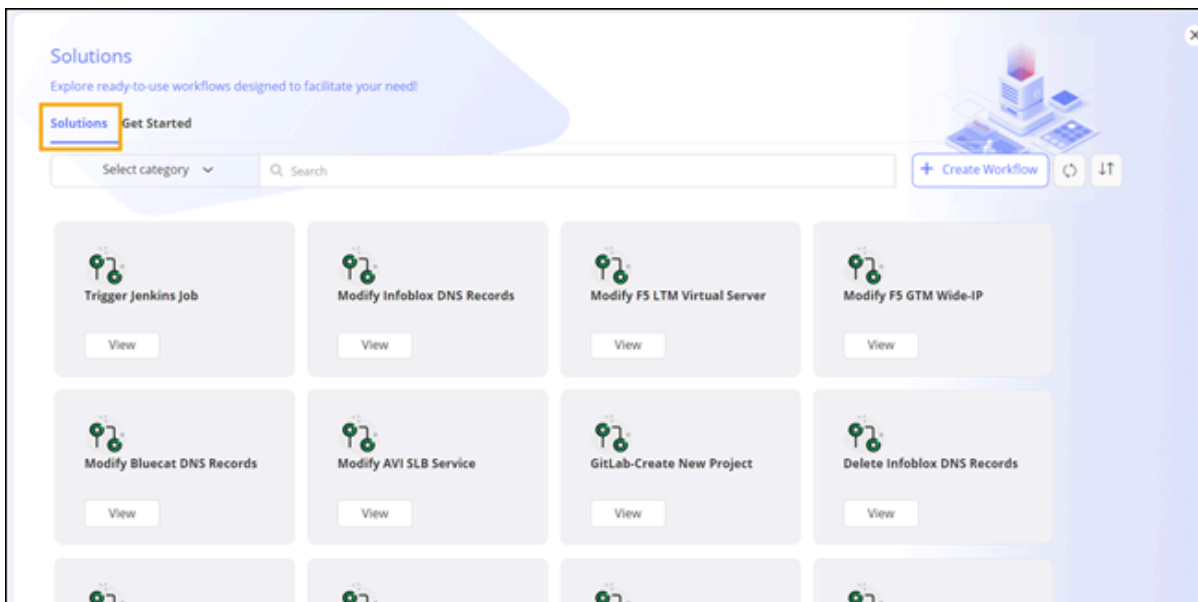 Solutions
Explore ready-to-use workflows designed to facilitate your need!
Solutions Get Started
Select category Search + Create Workflow
Trigger Jenkins Job Modify Infoblox DNS Records Modify F5 LTM Virtual Server Modify F5 GTM Wide-IP
View View View View
Modify Bluecat DNS Records Modify AVI SLB Service GitLab-Create New Project Delete Infoblox DNS Records
View View View View